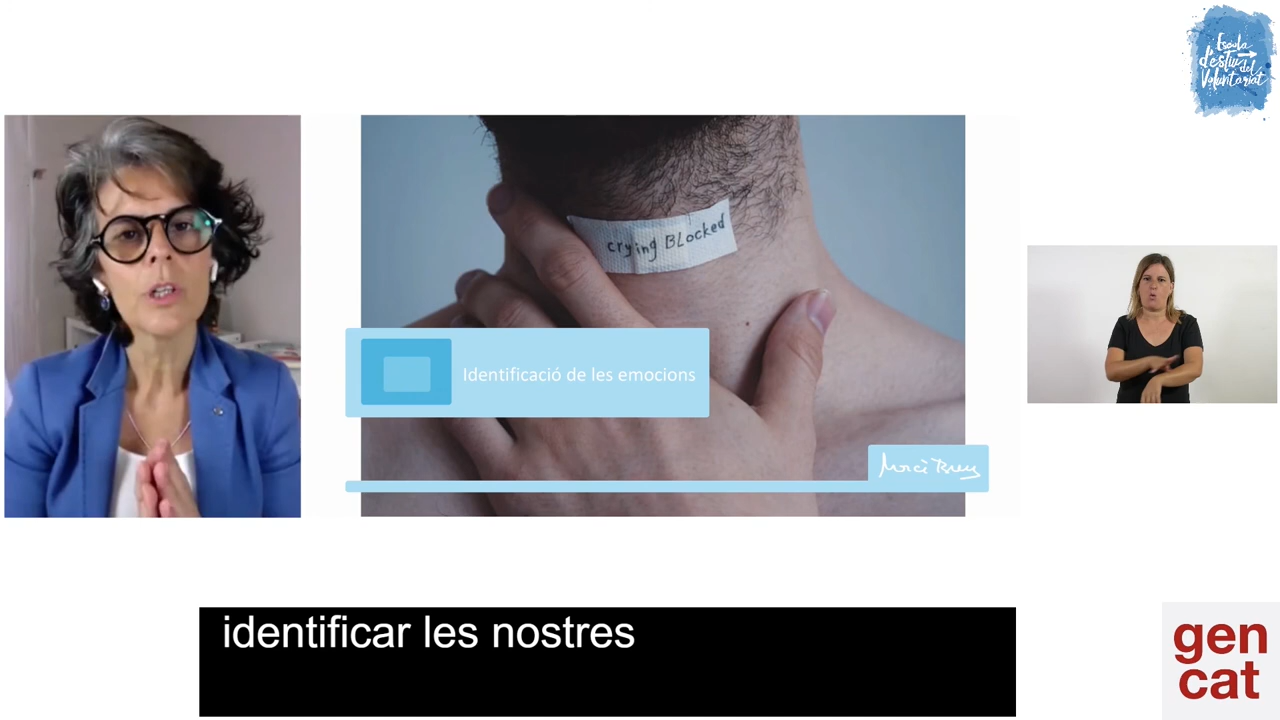 Escola
d'estiu del
Voluntariat
crying BLocked
Identificació de les emocions
identificar les nostres
gen
cat